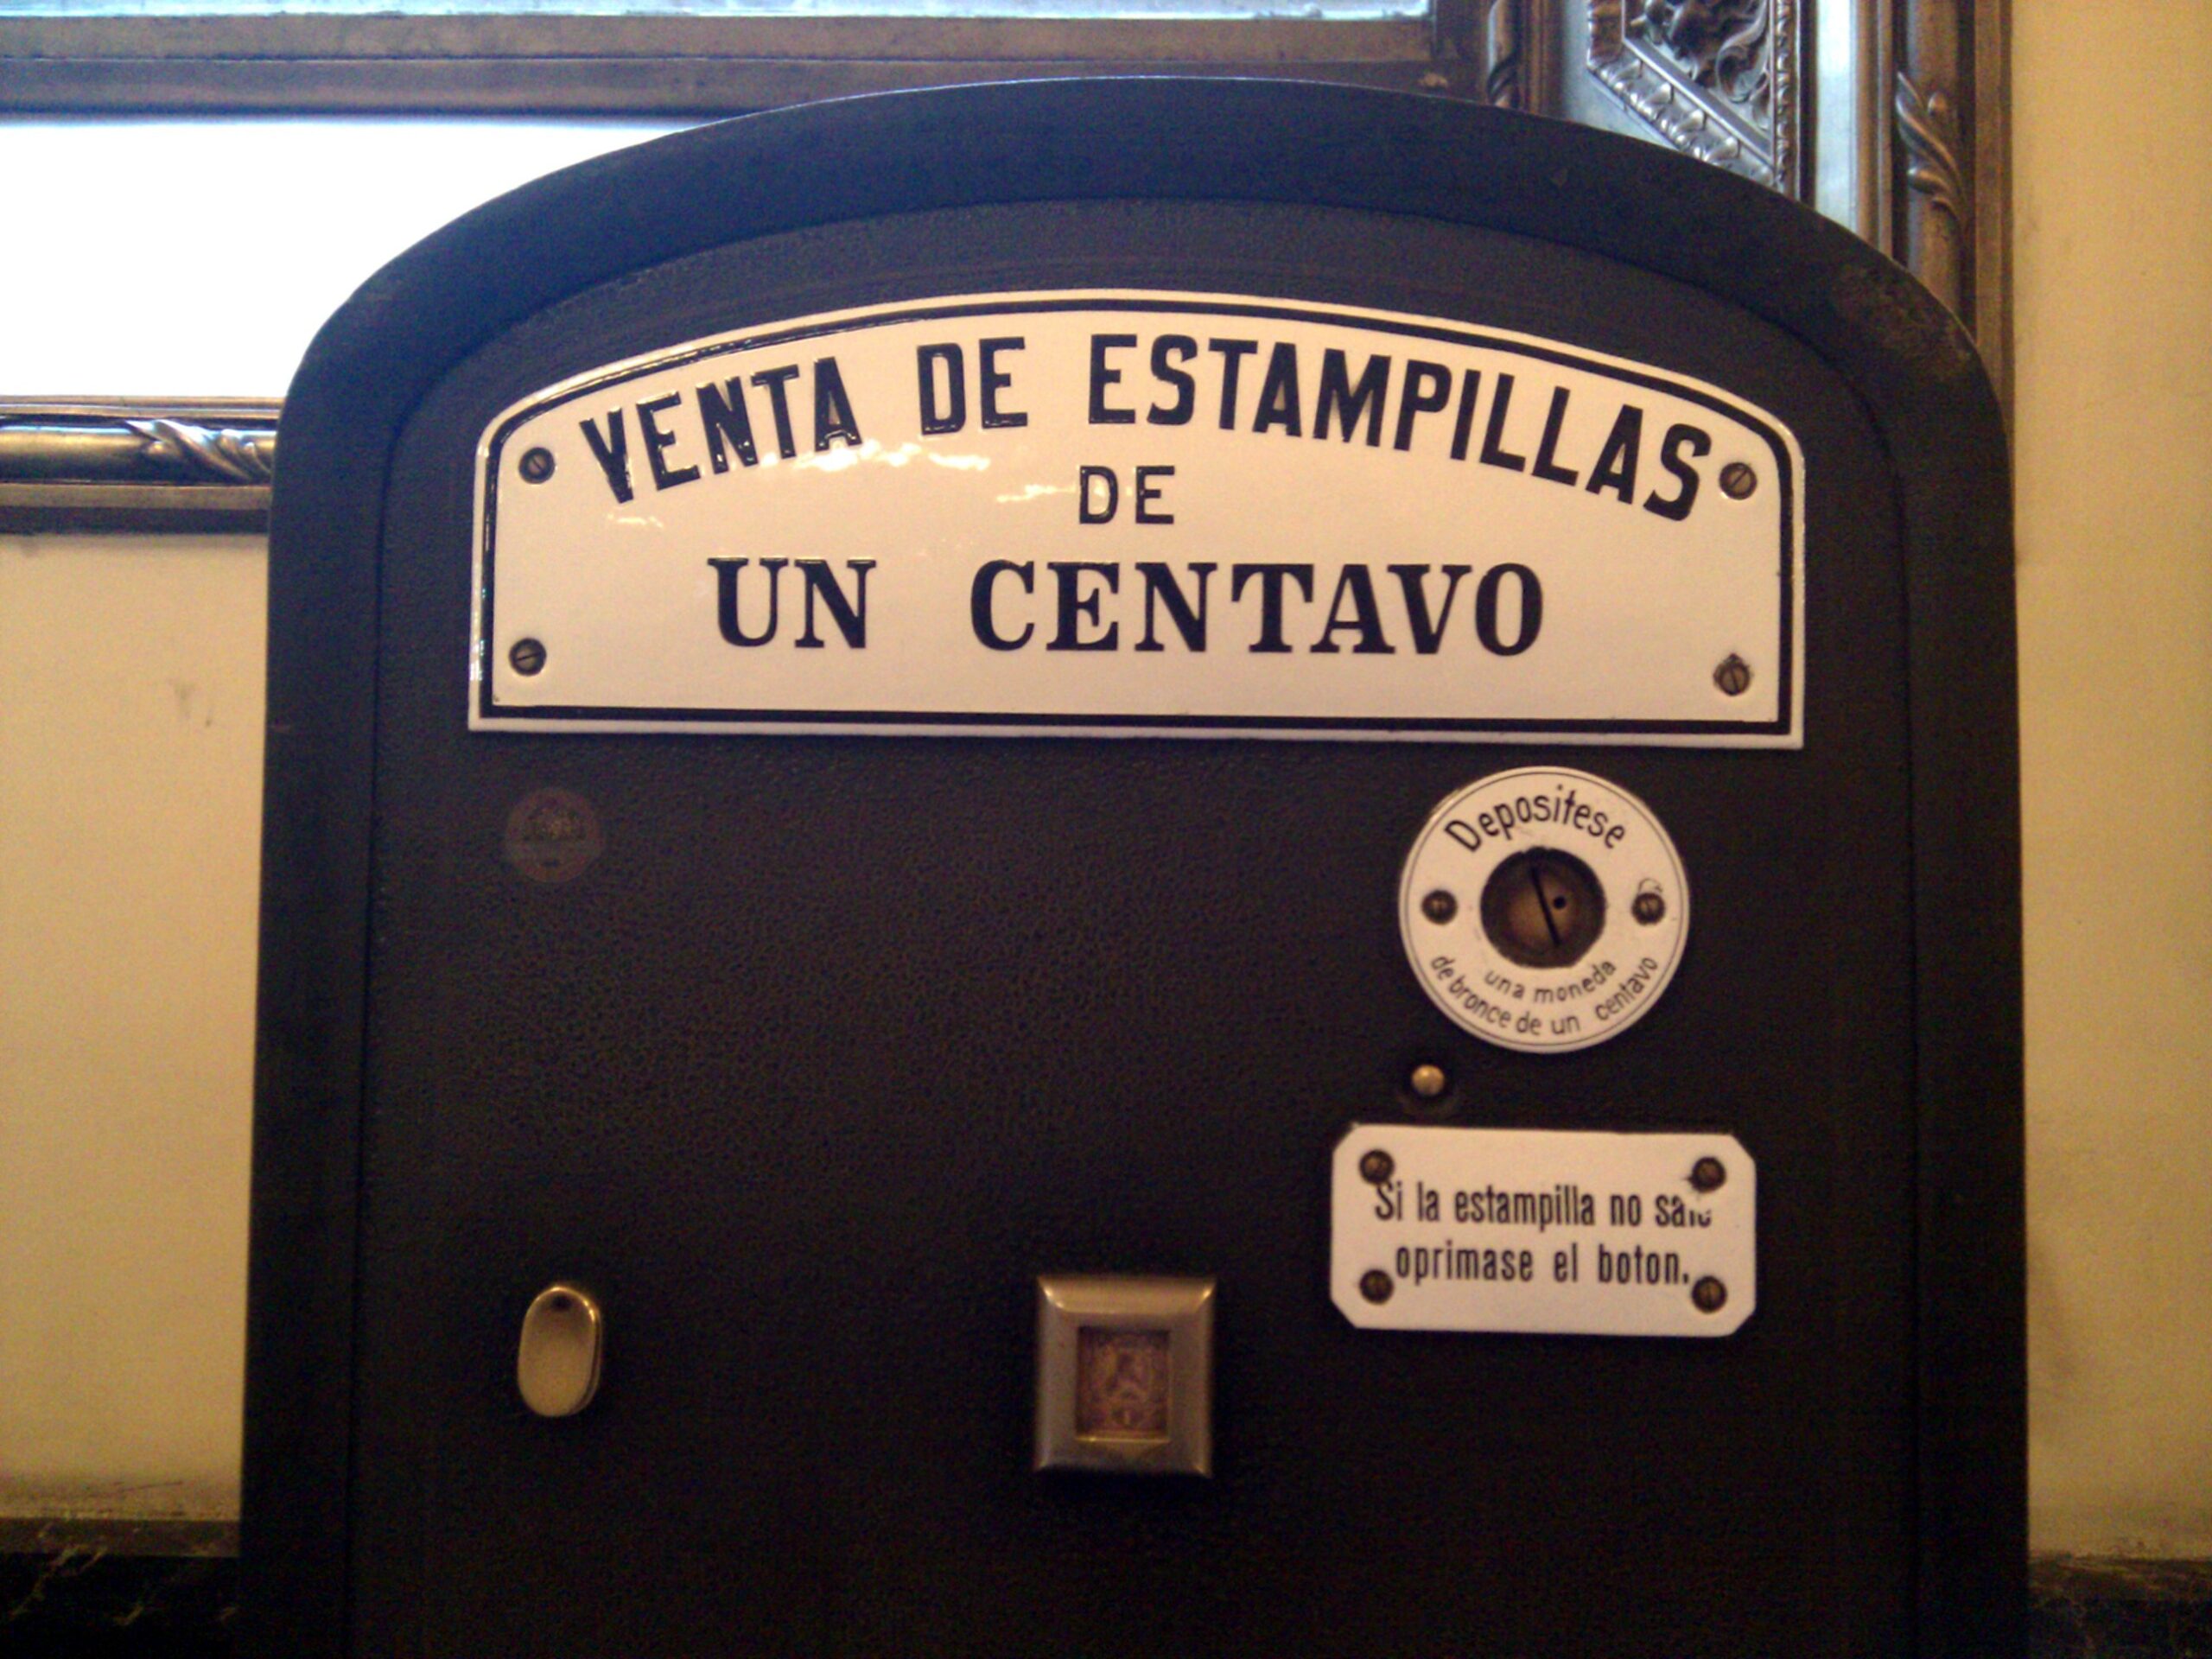 VENTA DE ESTAMPILLAS
DE
UN CENTAVO
Depositese
una moneda
de bronce de un centavo
Si la estampilla no sale
oprimase el boton.
1